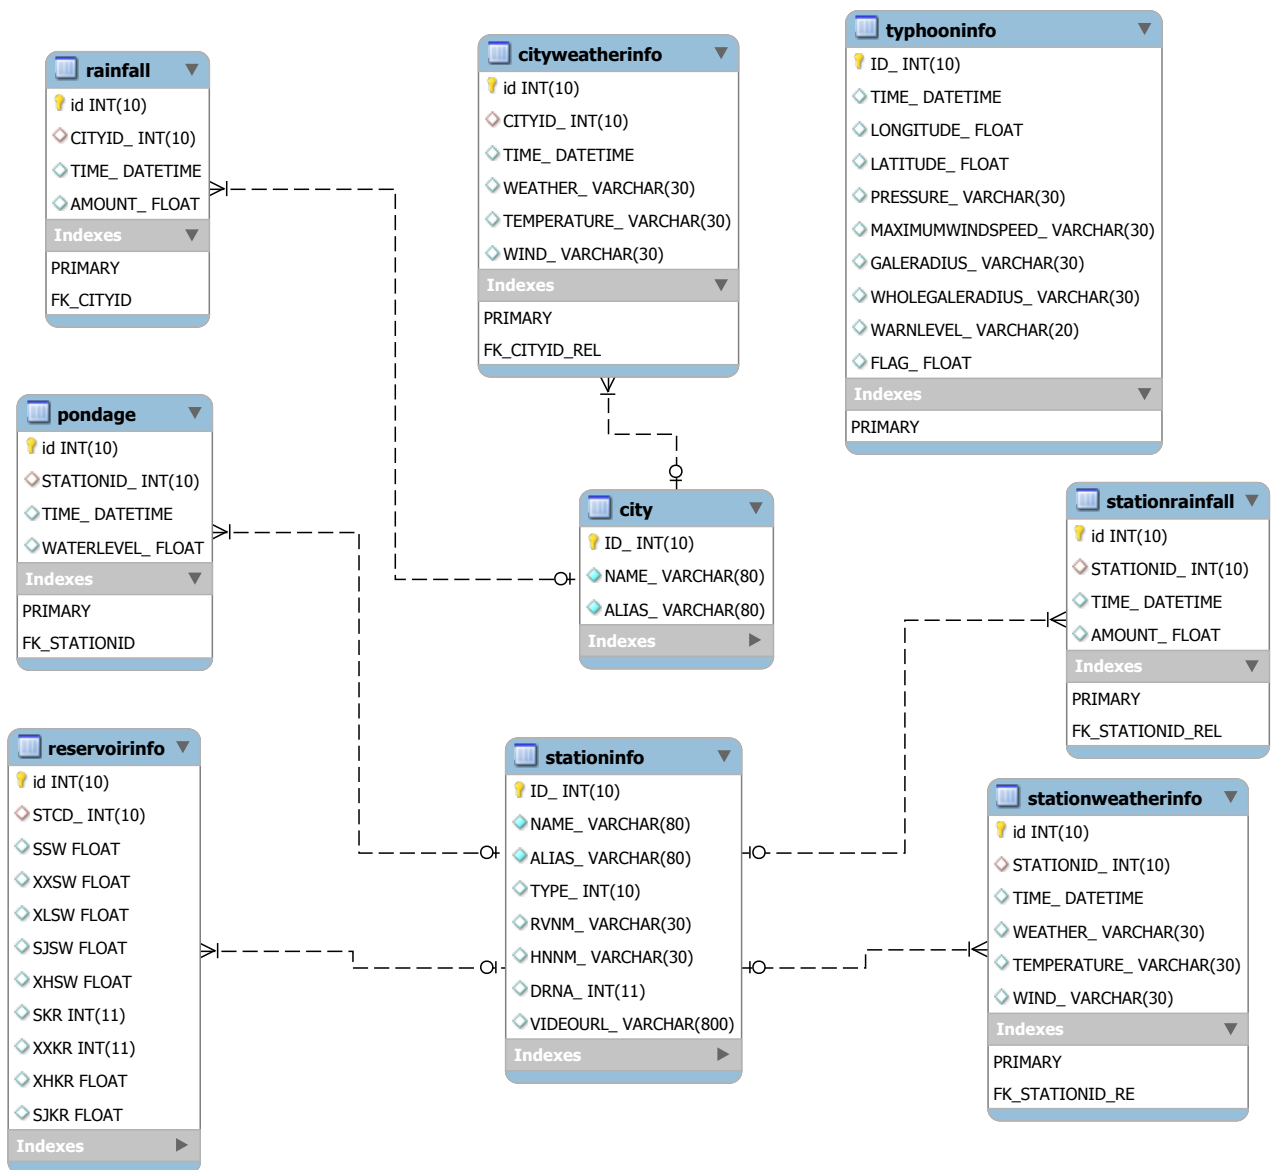 rainfall
id INT(10)
CITYID_ INT(10)
TIME_ DATETIME
AMOUNT_ FLOAT
Indexes
PRIMARY
FK_CITYID
cityweatherinfo
id INT(10)
CITYID_ INT(10)
TIME_ DATETIME
WEATHER_ VARCHAR(30)
TEMPERATURE_ VARCHAR(30)
WIND_ VARCHAR(30)
Indexes
PRIMARY
FK_CITYID_REL
typhooninfo
ID_ INT(10)
TIME_ DATETIME
LONGITUDE_ FLOAT
LATITUDE_ FLOAT
PRESSURE_ VARCHAR(30)
MAXIMUMWINDSPEED_ VARCHAR(30)
GALERADIUS_ VARCHAR(30)
WHOLEGALERADIUS_ VARCHAR(30)
WARNLEVEL_ VARCHAR(20)
FLAG_ FLOAT
Indexes
PRIMARY
pondage
id INT(10)
STATIONID_ INT(10)
TIME_ DATETIME
WATERLEVEL_ FLOAT
Indexes
PRIMARY
FK_STATIONID
city
ID_ INT(10)
NAME_ VARCHAR(80)
ALIAS_ VARCHAR(80)
Indexes
stationrainfall
id INT(10)
STATIONID_ INT(10)
TIME_ DATETIME
AMOUNT_ FLOAT
Indexes
PRIMARY
FK_STATIONID_REL
reservoirinfo
id INT(10)
STCD_ INT(10)
SSW FLOAT
XXSW FLOAT
XLSW FLOAT
SJSW FLOAT
XHSW FLOAT
SKR INT(11)
XXKR INT(11)
XHKR FLOAT
SJKR FLOAT
Indexes
stationinfo
ID_ INT(10)
NAME_ VARCHAR(80)
ALIAS_ VARCHAR(80)
TYPE_ INT(10)
RVNM_ VARCHAR(30)
HNNM_ VARCHAR(30)
DRNA_ INT(11)
VIDEOURL_ VARCHAR(800)
Indexes
stationweatherinfo
id INT(10)
STATIONID_ INT(10)
TIME_ DATETIME
WEATHER_ VARCHAR(30)
TEMPERATURE_ VARCHAR(30)
WIND_ VARCHAR(30)
Indexes
PRIMARY
FK_STATIONID_RE